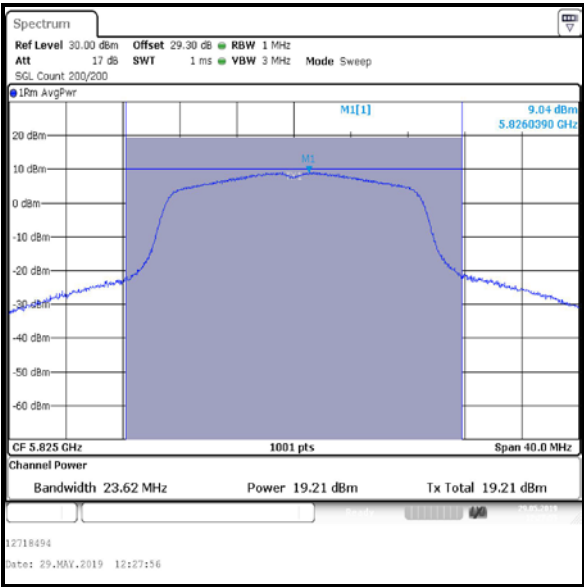 Spectrum
Ref Level 30.00 dBm Offset 29.30 dB RBW 1 MHz
Att 17 dB SWT 1 ms VBW 3 MHz Mode Sweep
SGL Count 200/200
1Rm AvgPwr
M1[1] 9.04 dBm
5.8260390 GHz
20 dBm
M1
10 dBm
0 dBm
-10 dBm
-20 dBm
-30 dBm
-40 dBm
-50 dBm
-60 dBm
CF 5.825 GHz 1001 pts Span 40.0 MHz
Channel Power
Bandwidth 23.62 MHz Power 19.21 dBm Tx Total 19.21 dBm
Ready
12718494
Date: 29.MAY.2019 12:27:56